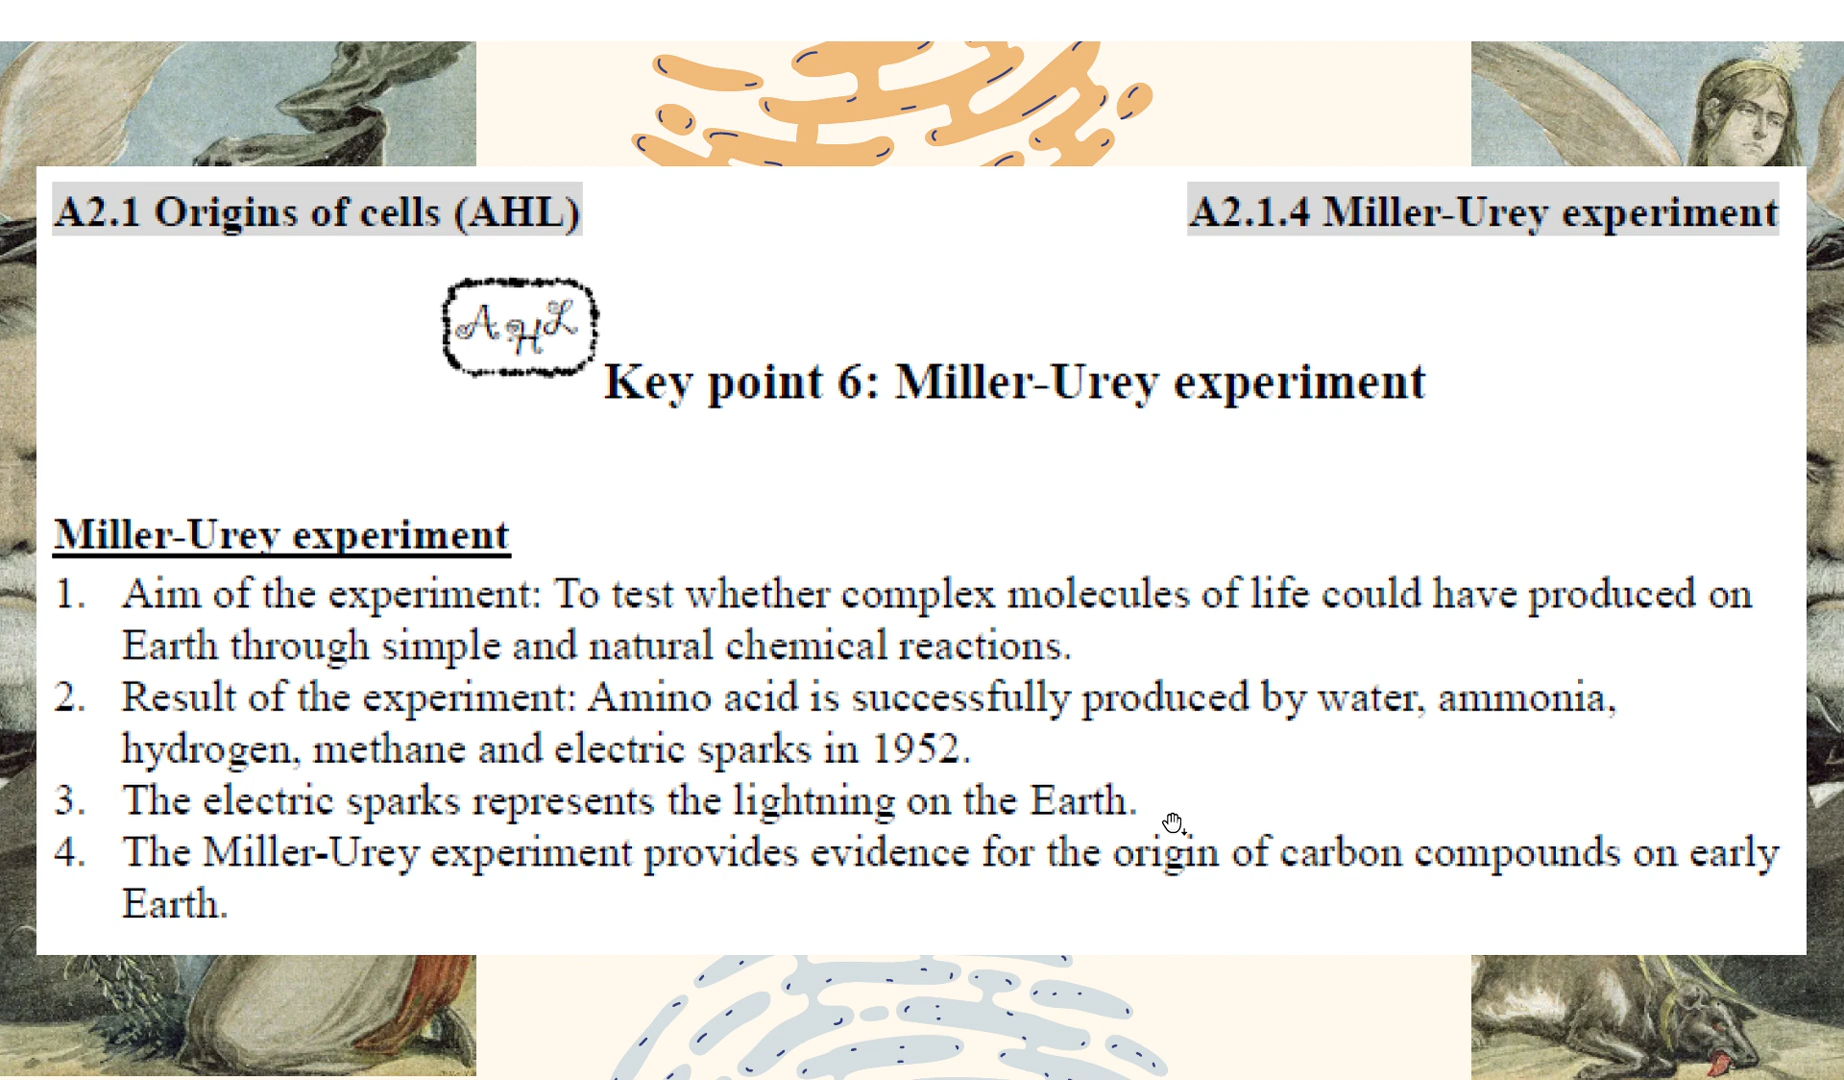 A2.1 Origins of cells (AHL)
A2.1.4 Miller-Urey experiment
AHL
Key point 6: Miller-Urey experiment
Miller-Urey experiment
1. Aim of the experiment: To test whether complex molecules of life could have produced on
Earth through simple and natural chemical reactions.
2. Result of the experiment: Amino acid is successfully produced by water, ammonia,
hydrogen, methane and electric sparks in 1952.
3. The electric sparks represents the lightning on the Earth.
4. The Miller-Urey experiment provides evidence for the origin of carbon compounds on early
Earth.